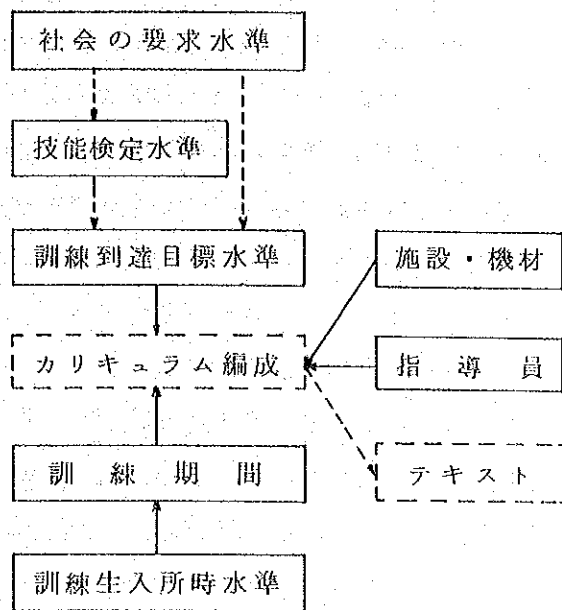 社会の要求水準
技能検定水準
訓練到達目標水準
施設・機材
カリキュラム編成
指導員
訓練期間
テキスト
訓練生入所時水準